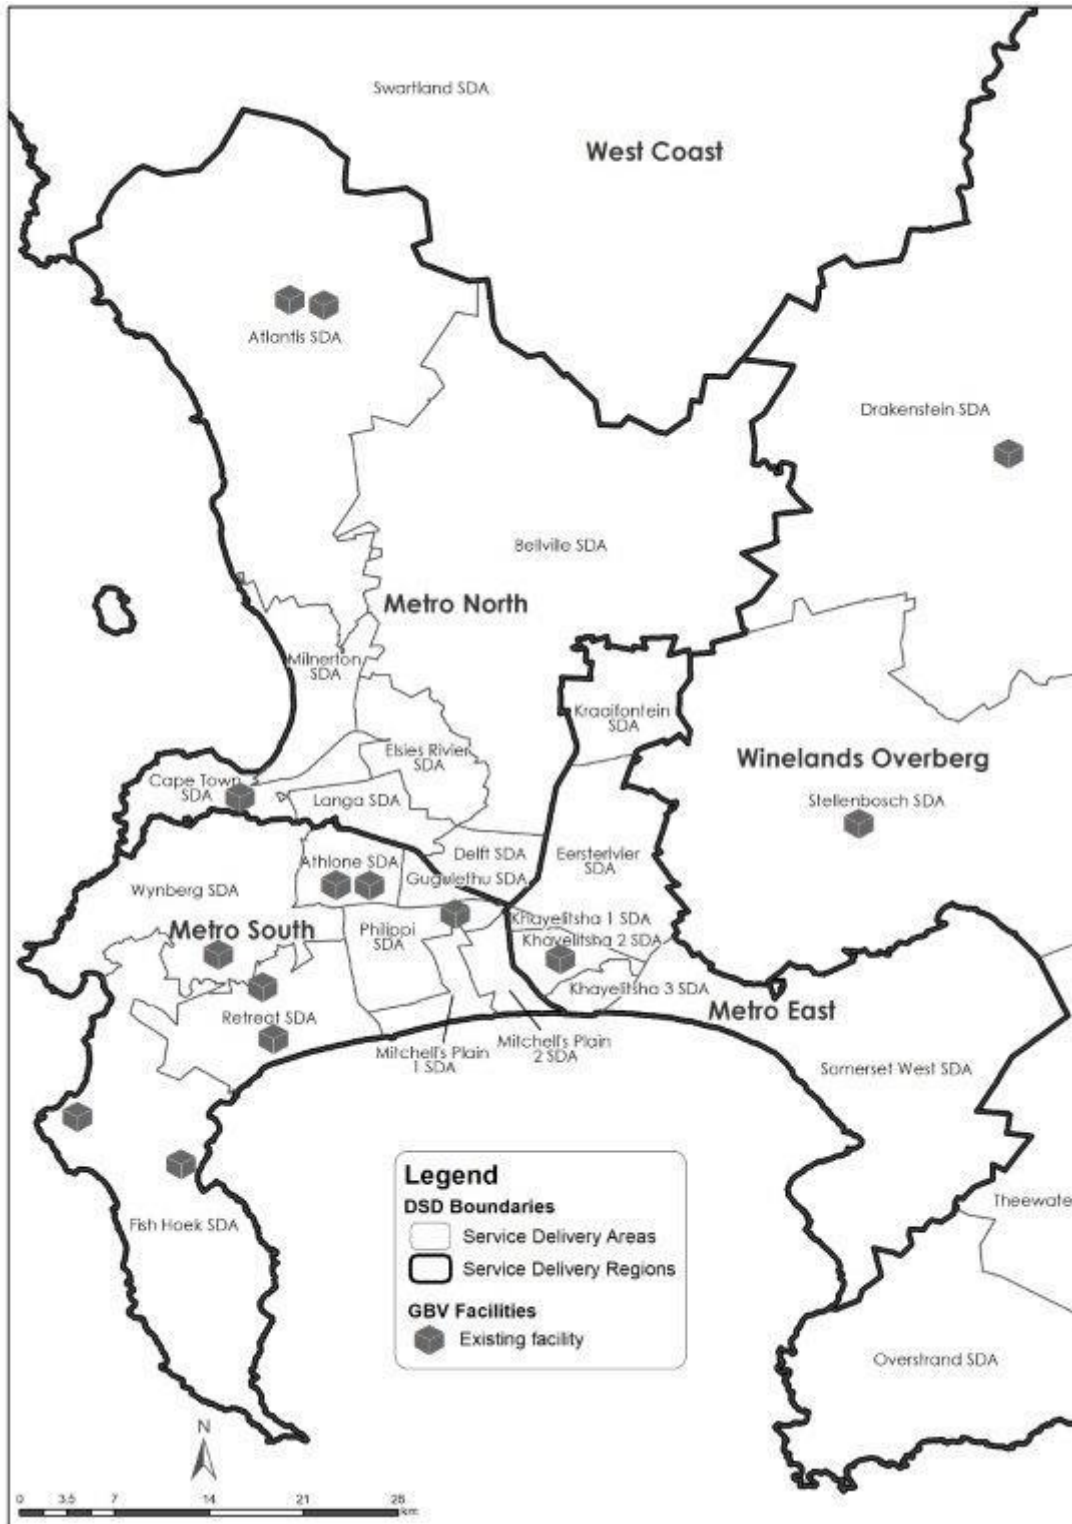 Swartland SDA
West Coast
Atlantis SDA
Drakenstein SDA
Bellville SDA
Metro North
Milnerton
SDA
Kraaifontein
SDA
Elsies Rivier
SDA
Winelands Overberg
Cape Town
SDA
Langa SDA
Stellenbosch SDA
Delft SDA
Eersterivier
SDA
Athlone SDA
Gugulethu SDA
Wynberg SDA
Khayelitsha 1 SDA
Metro South
Philippi
SDA
Khayelitsha 2 SDA
Khayelitsha 3 SDA
Metro East
Retreat SDA
Mitchell's Plain
1 SDA
Mitchell's Plain
2 SDA
Somerset West SDA
Theewate
Fish Hoek SDA
Overstrand SDA
Legend
DSD Boundaries
Service Delivery Areas
Service Delivery Regions
GBV Facilities
Existing facility
N
0 3.5 7 14 21 28
km